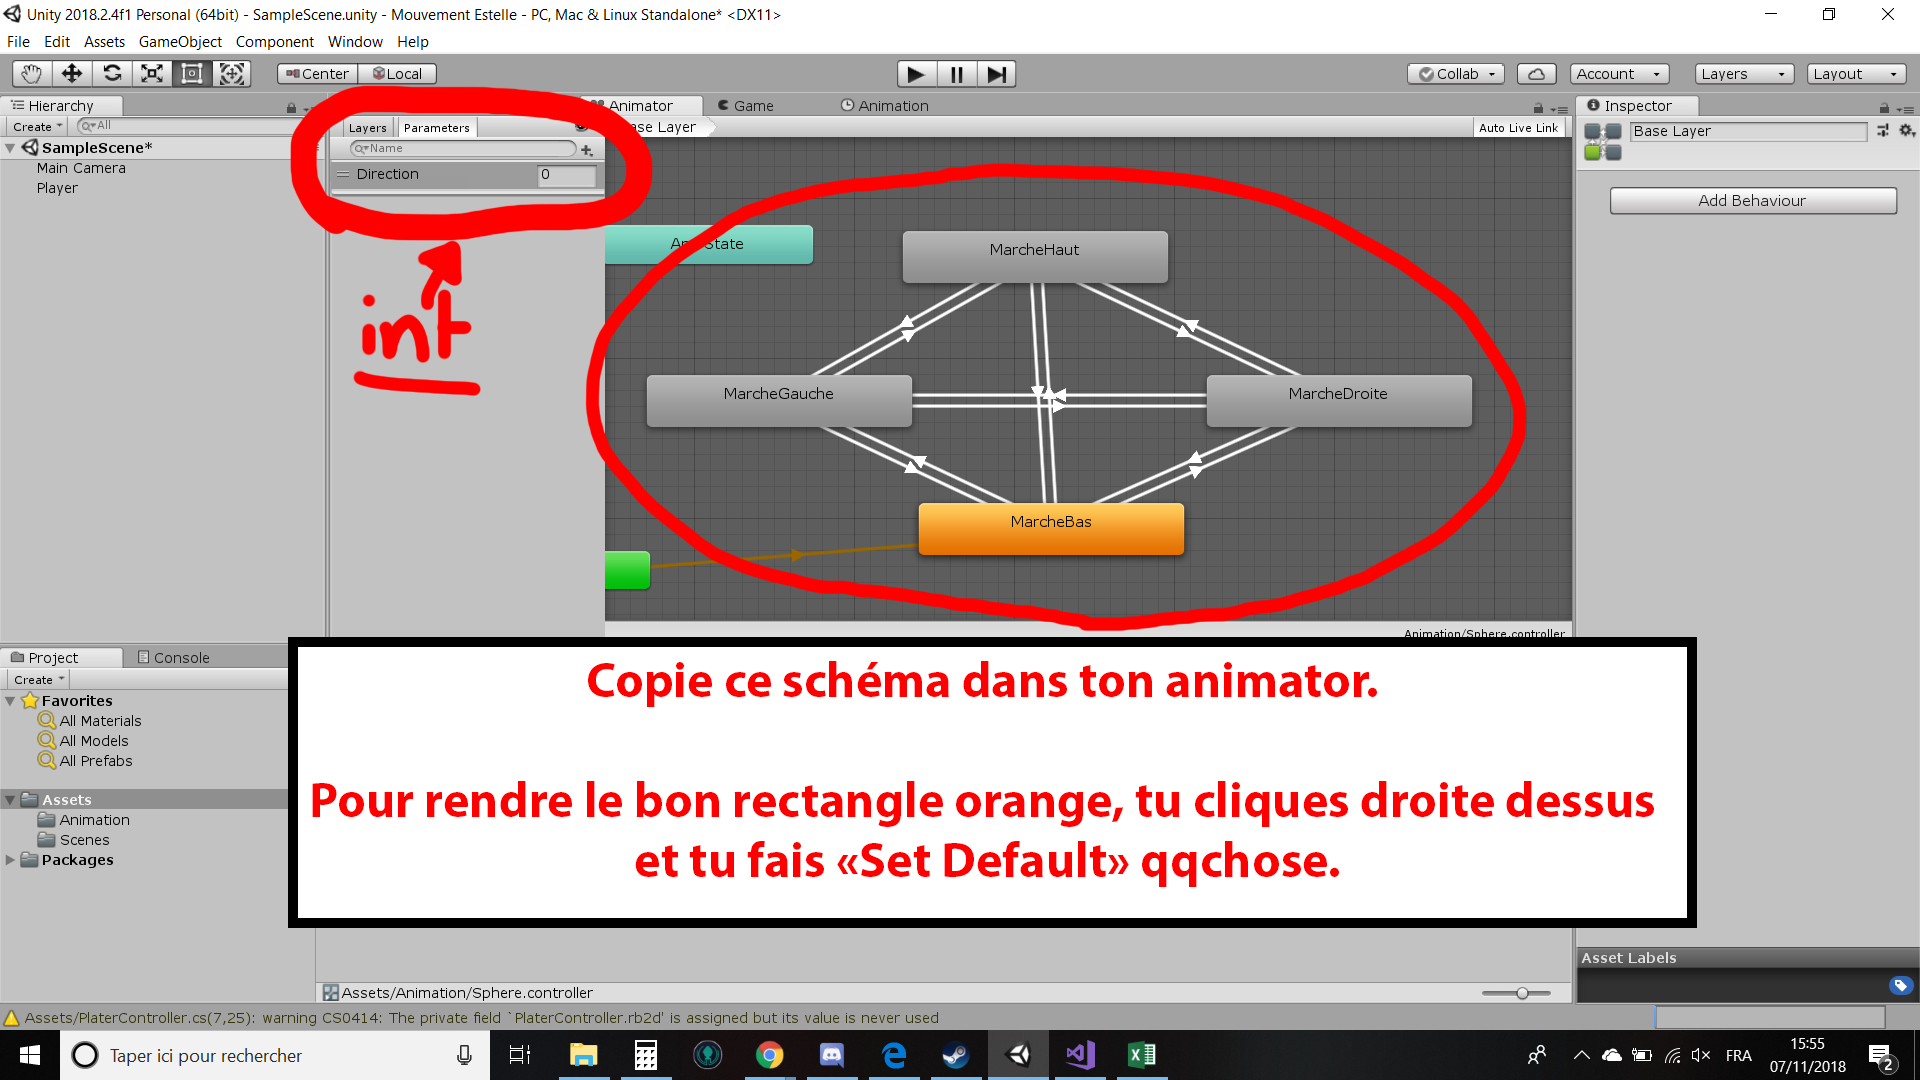 Unity 2018.2.4f1 Personal (64bit) - SampleScene.unity - Mouvement Estelle - PC, Mac & Linux Standalone* <DX11>
File Edit Assets GameObject Component Window Help
Center Local Collab Account Layers Layout
Hierarchy
Create All
SampleScene*
Main Camera
Player
Layers Parameters
Name
Direction 0
int
Animator Game Animation
Base Layer Auto Live Link
MarcheHaut
MarcheGauche
MarcheDroite
MarcheBas
Animation/Sphere.controller
Inspector
Base Layer
Add Behaviour
Project Console
Create
Favorites
All Materials
All Models
All Prefabs
Assets
Animation
Scenes
Packages
Copie ce schéma dans ton animator.
Pour rendre le bon rectangle orange, tu cliques droite dessus
et tu fais «Set Default» qqchose.
Asset Labels
Assets/Animation/Sphere.controller
Assets/PlaterController.cs(7,25): warning CS0414: The private field `PlaterController.rb2d' is assigned but its value is never used
Taper ici pour rechercher
FRA
15:55
07/11/2018
2